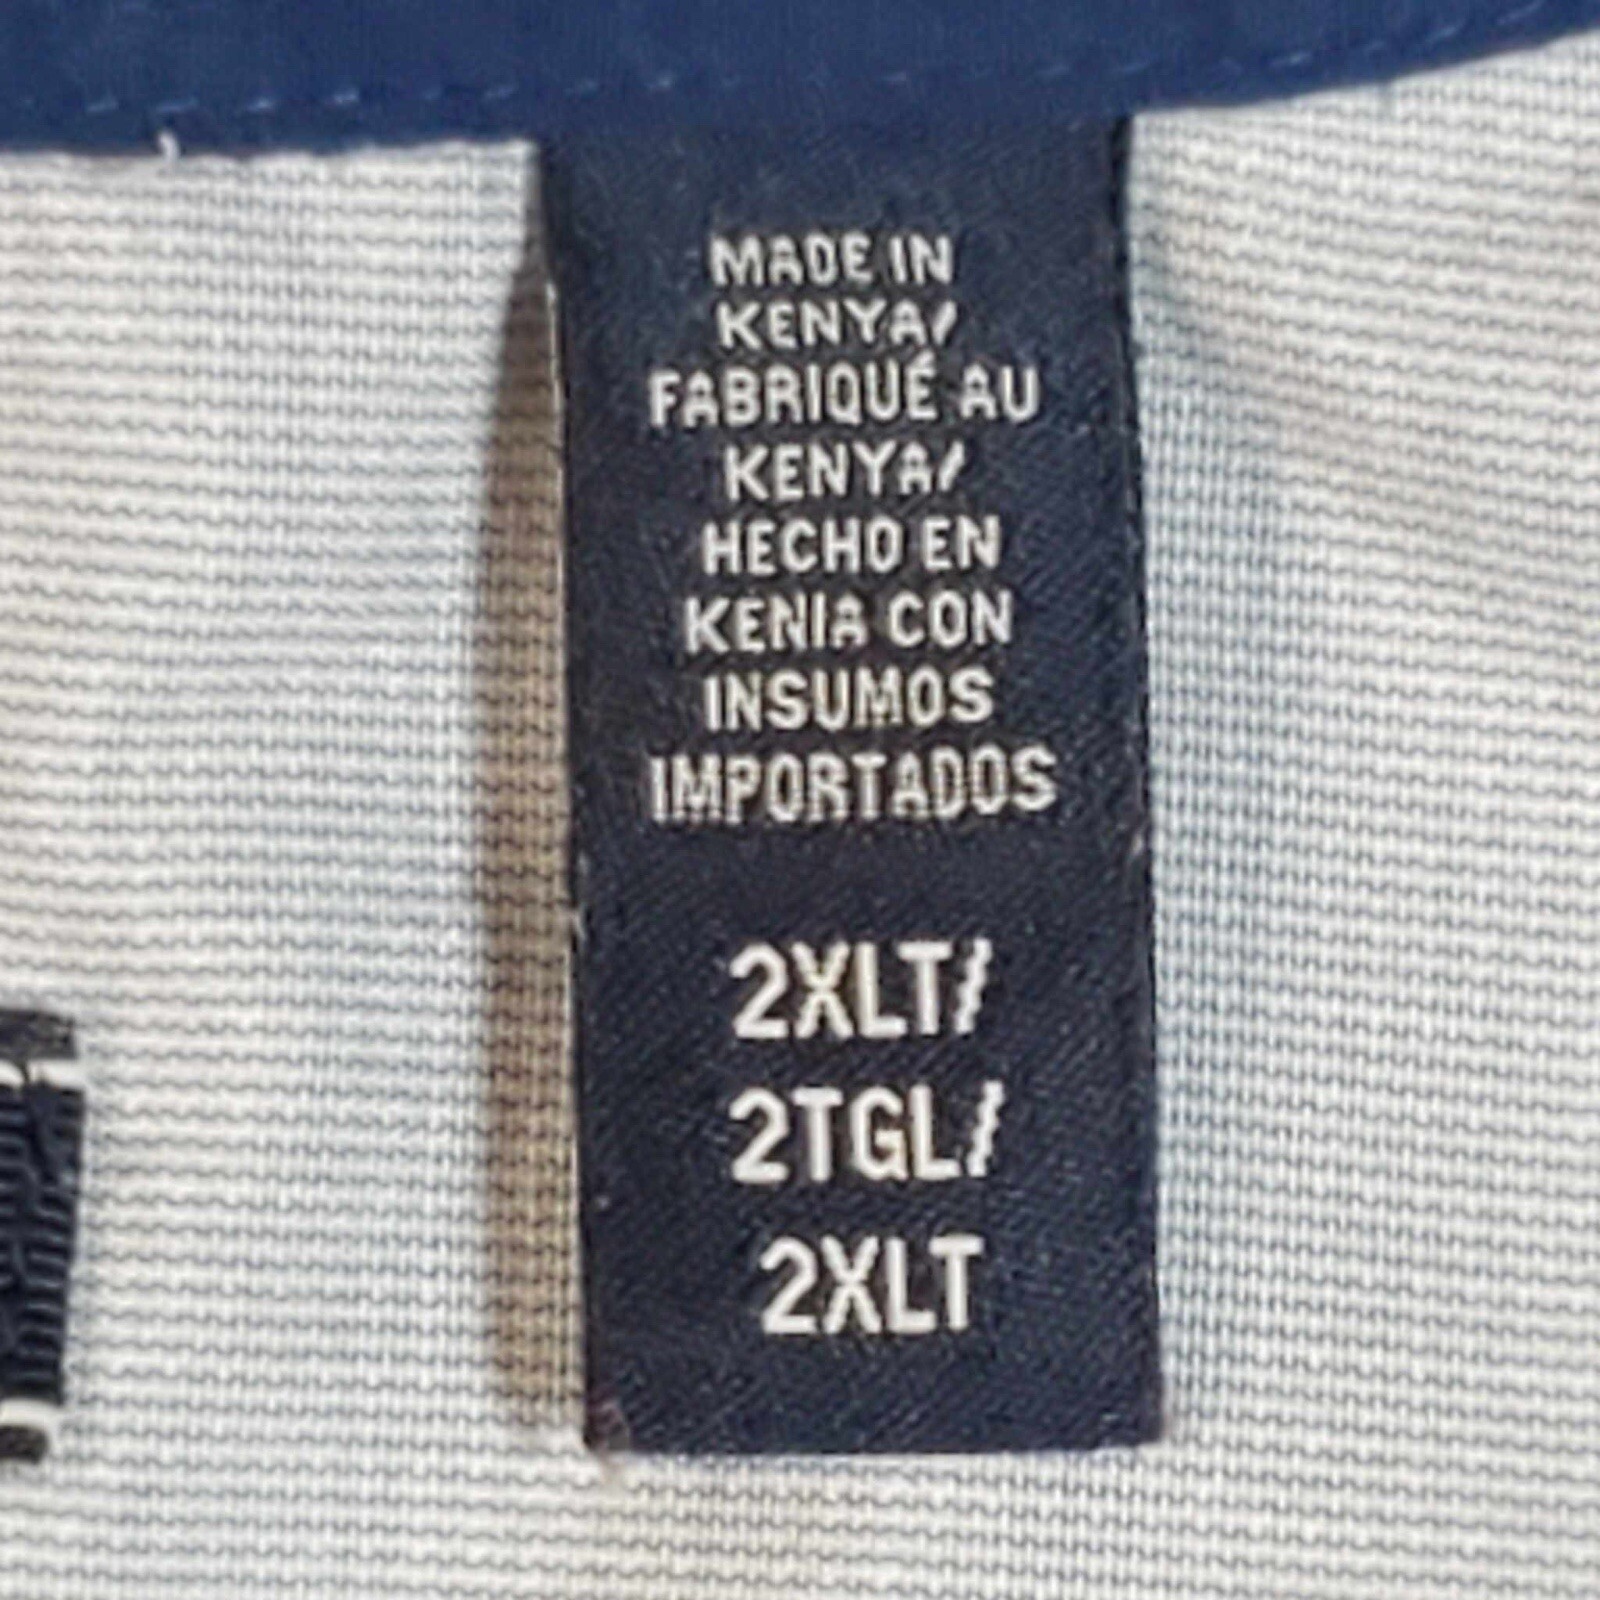 MADE IN
KENYA/
FABRIQUÉ AU
KENYA/
HECHO EN
KENIA CON
INSUMOS
IMPORTADOS
2XLT/
2TGL/
2XLT